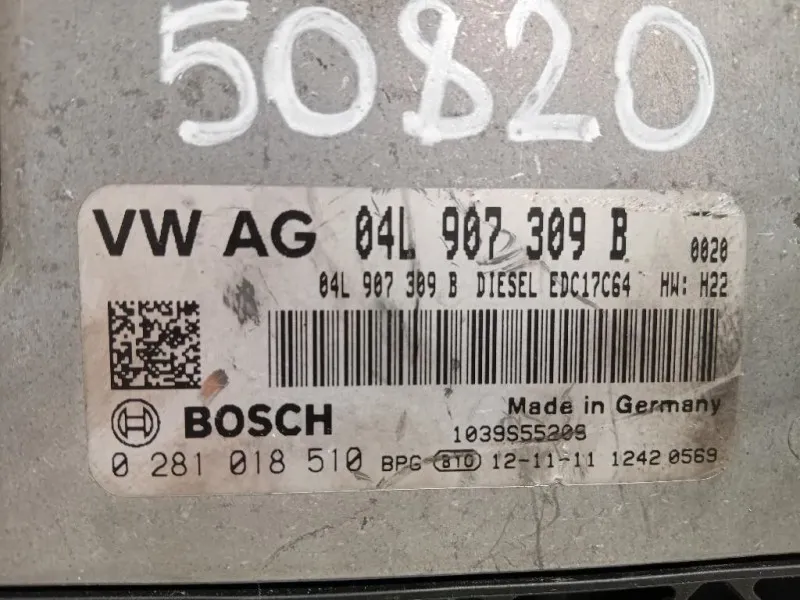 50820
VW AG 04L 907 309 B 0020
04L 907 309 B DIESEL EDC17C64 HW: H22
BOSCH Made in Germany
1039S55209
0 281 018 510 BPG 12-11-11 1242 0569